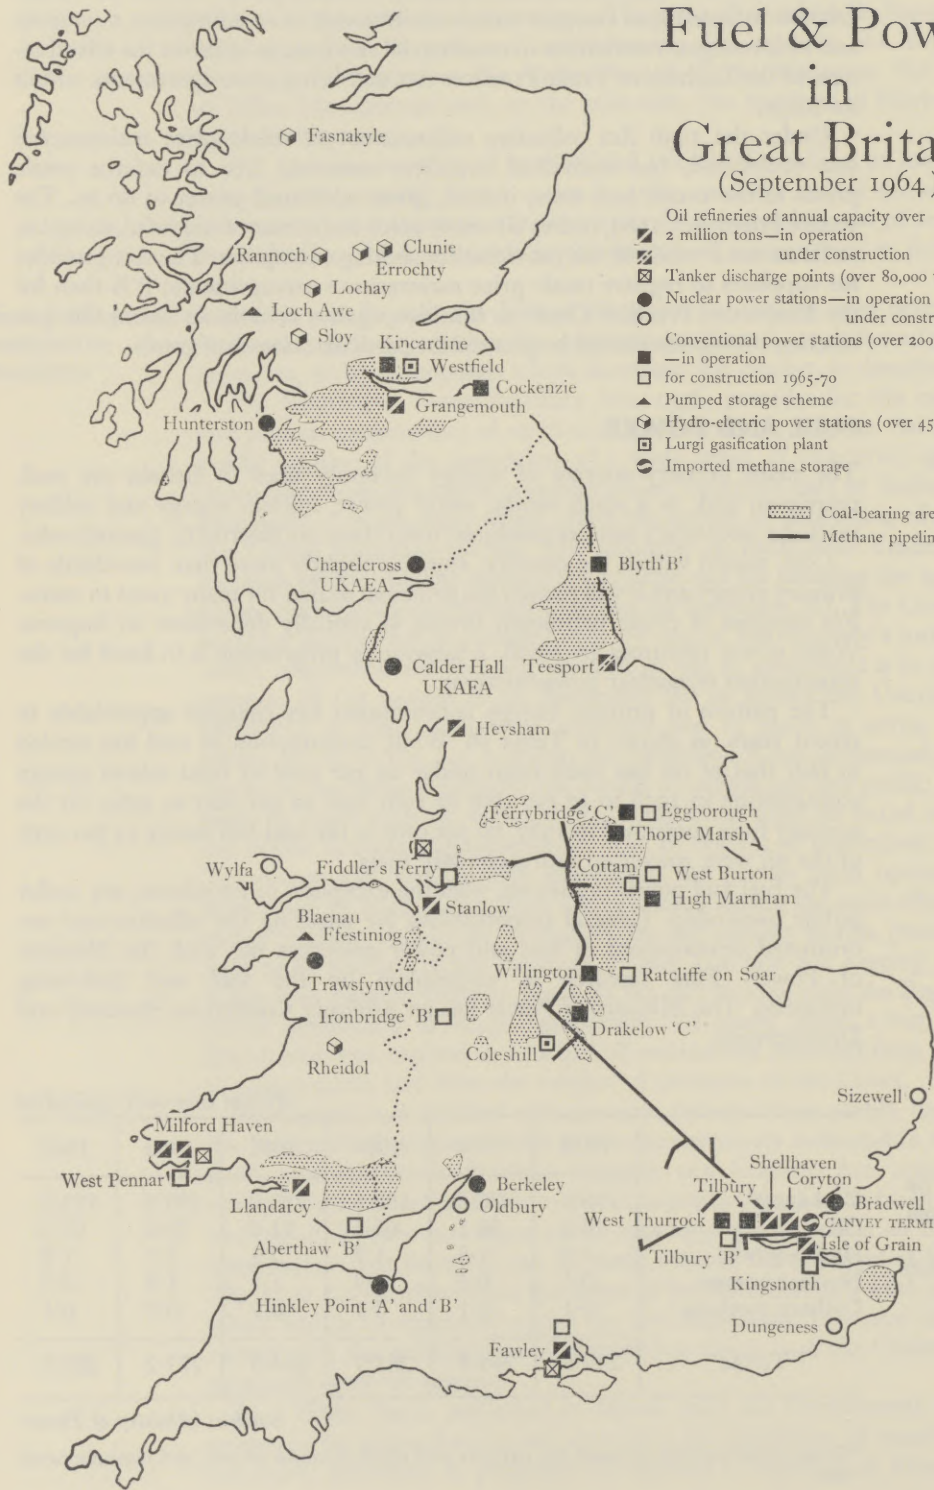 Fuel & Pow
in
Great Brita
(September 1964)
Oil refineries of annual capacity over
2 million tons—in operation
under construction
Tanker discharge points (over 80,000
Nuclear power stations—in operation
under constr
Conventional power stations (over 200
—in operation
for construction 1965-70
Pumped storage scheme
Hydro-electric power stations (over 45
Lurgi gasification plant
Imported methane storage
Coal-bearing are
Methane pipelin
Fasnakyle
Rannoch
Clunie
Errochty
Lochay
Loch Awe
Sloy
Kincardine
Westfield
Cockenzie
Grangemouth
Hunterston
Chapelcross
UKAEA
Blyth 'B'
Calder Hall
UKAEA
Teesport
Heysham
Ferrybridge 'C'
Eggborough
Thorpe Marsh
Wylfa
Fiddler's Ferry
Cottam
West Burton
High Marnham
Stanlow
Blaenau
Ffestiniog
Trawsfynydd
Willington
Ratcliffe on Soar
Ironbridge 'B'
Drakelow 'C'
Coleshill
Rheidol
Sizewell
Milford Haven
West Pennar
Llandarcy
Berkeley
Oldbury
Shellhaven
Tilbury
Coryton
Bradwell
West Thurrock
CANVEY TERMI
Aberthaw 'B'
Tilbury 'B'
Isle of Grain
Kingsnorth
Hinkley Point 'A' and 'B'
Dungeness
Fawley